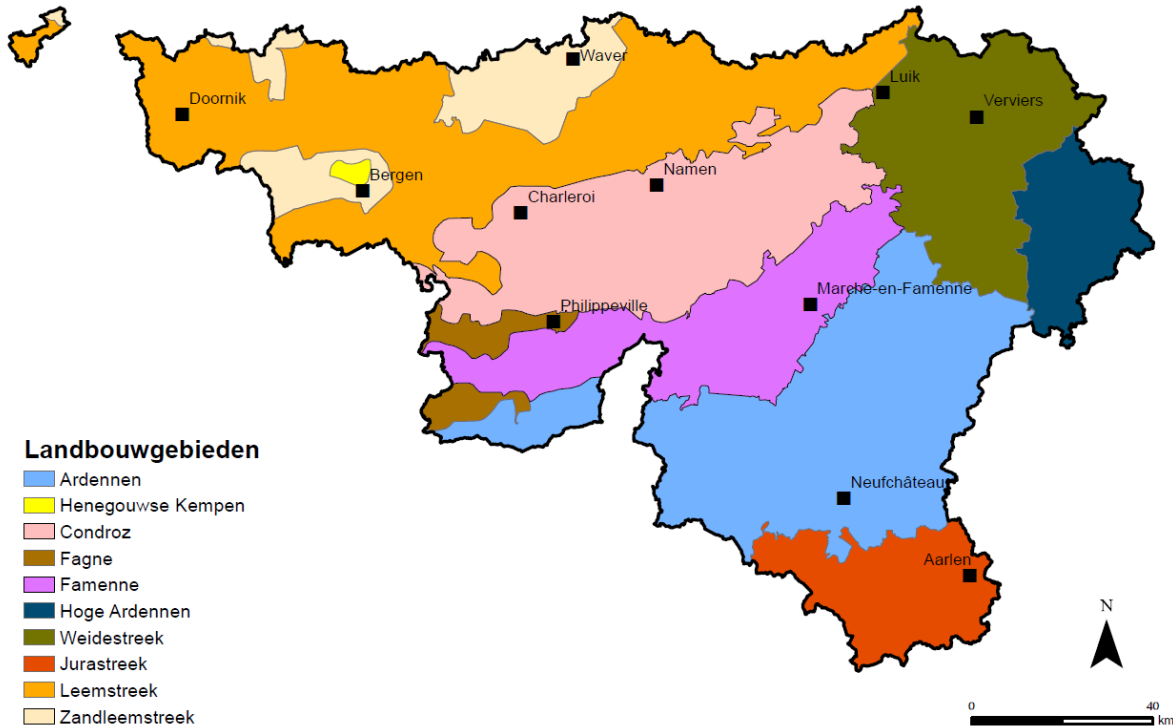 Waver
Luik
Doornik
Verviers
Bergen
Namen
Charleroi
Marche-en-Famenne
Philippeville
Landbouwgebieden
Ardennen
Henegouwse Kempen
Condroz
Fagne
Famenne
Hoge Ardennen
Weidestreek
Jurastreek
Leemstreek
Zandleemstreek
Neufchâteau
Aarlen
N
0 40
km